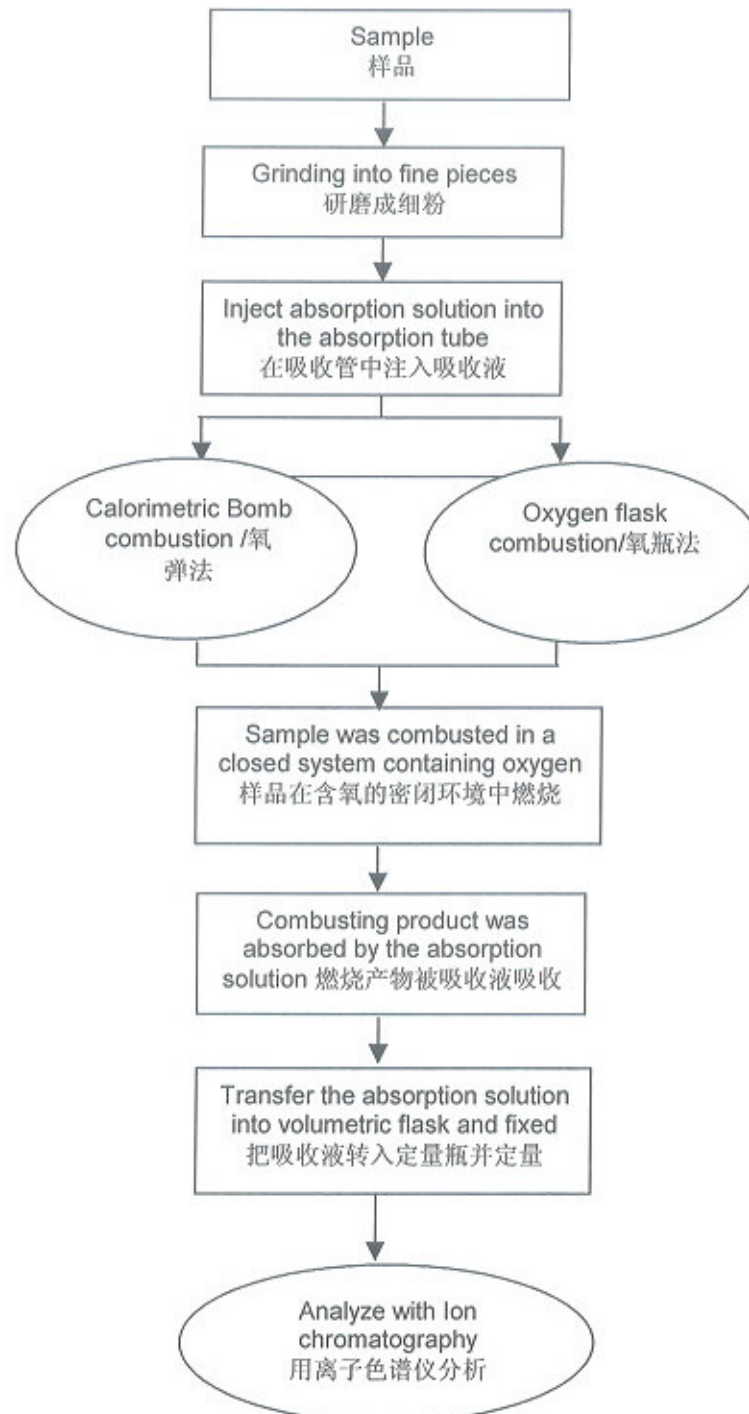 Sample
样品
Grinding into fine pieces
研磨成细粉
Inject absorption solution into
the absorption tube
在吸收管中注入吸收液
Calorimetric Bomb
combustion /氧
弹法
Oxygen flask
combustion/氧瓶法
Sample was combusted in a
closed system containing oxygen
样品在含氧的密闭环境中燃烧
Combusting product was
absorbed by the absorption
solution 燃烧产物被吸收液吸收
Transfer the absorption solution
into volumetric flask and fixed
把吸收液转入定量瓶并定量
Analyze with Ion
chromatography
用离子色谱仪分析